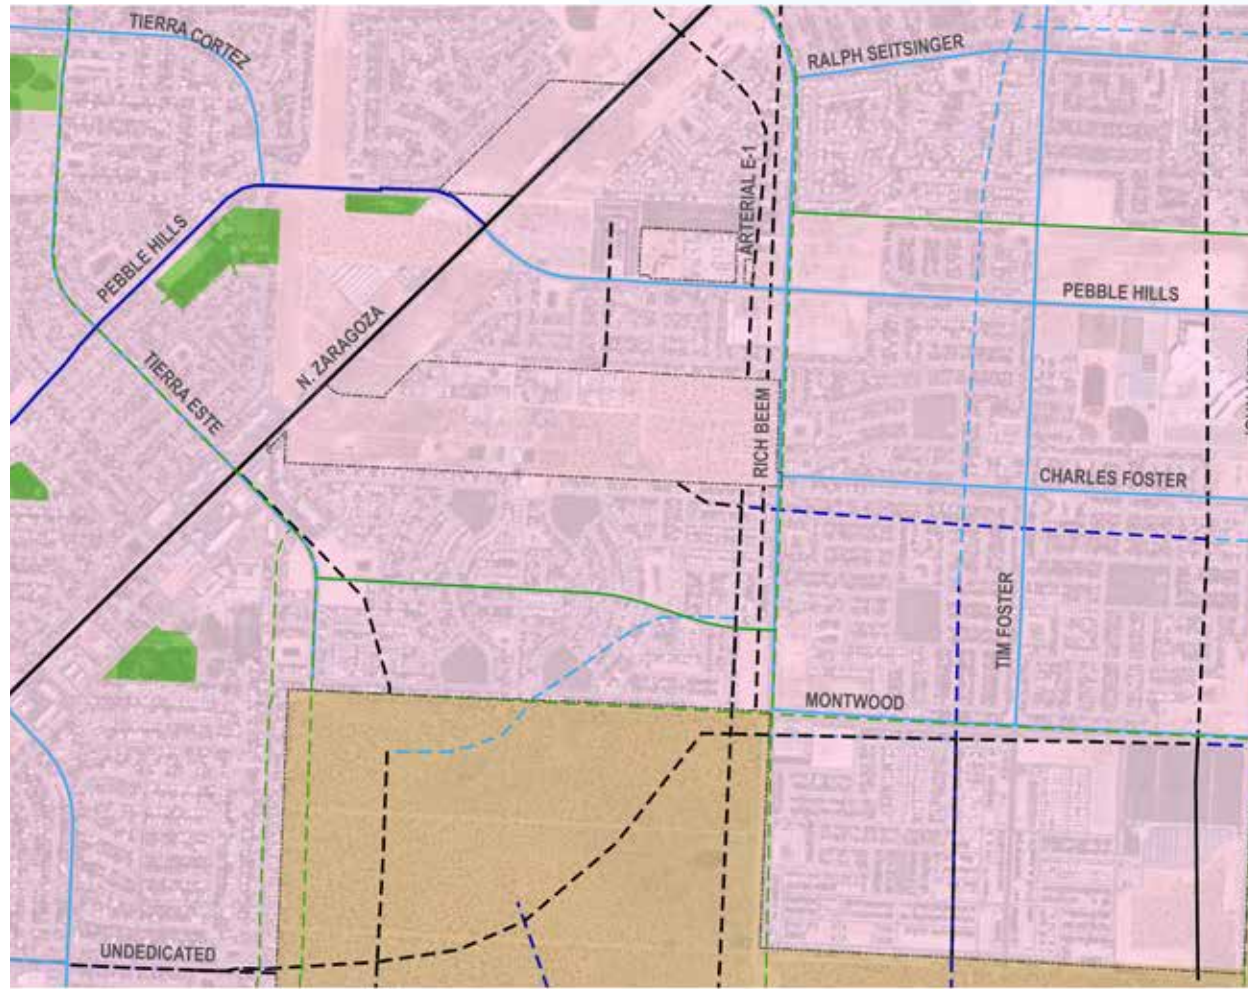 TIERRA CORTEZ
RALPH SEITSINGER
ARTERIAL E-1
PEBBLE HILLS
PEBBLE HILLS
N. ZARAGOZA
TIERRA ESTE
RICH BEEM
CHARLES FOSTER
TIM FOSTER
MONTWOOD
UNDEDICATED